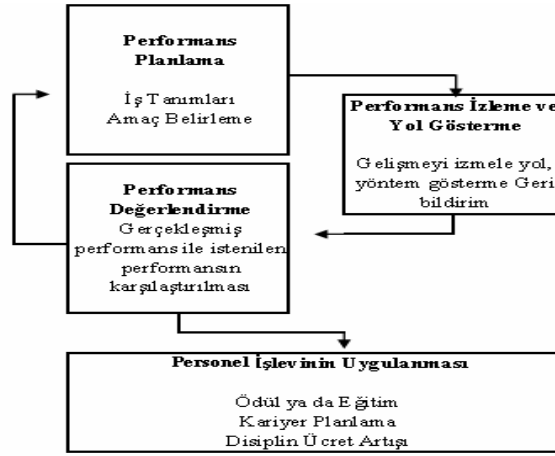 Performans
Planlama
İş Tanımları
Amaç Belirleme
Performans İzleme ve
Yol Gösterme
Gelişmeyi izmele yol,
yöntem gösterme Geri
bildirim
Performans
Değerlendirme
Gerçekleşmiş
performans ile istenilen
performansın
karşılaştırılması
Personel İşlevinin Uygulanması
Ödül ya da Eğitim
Kariyer Planlama
Disiplin Ücret Artışı